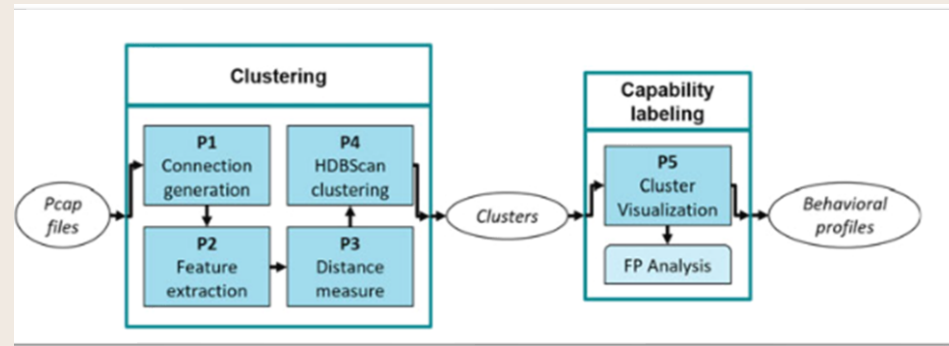 Clustering
Capability
labeling
Pcap
files
P1
Connection
generation
P2
Feature
extraction
P3
Distance
measure
P4
HDBScan
clustering
Clusters
P5
Cluster
Visualization
FP Analysis
Behavioral
profiles